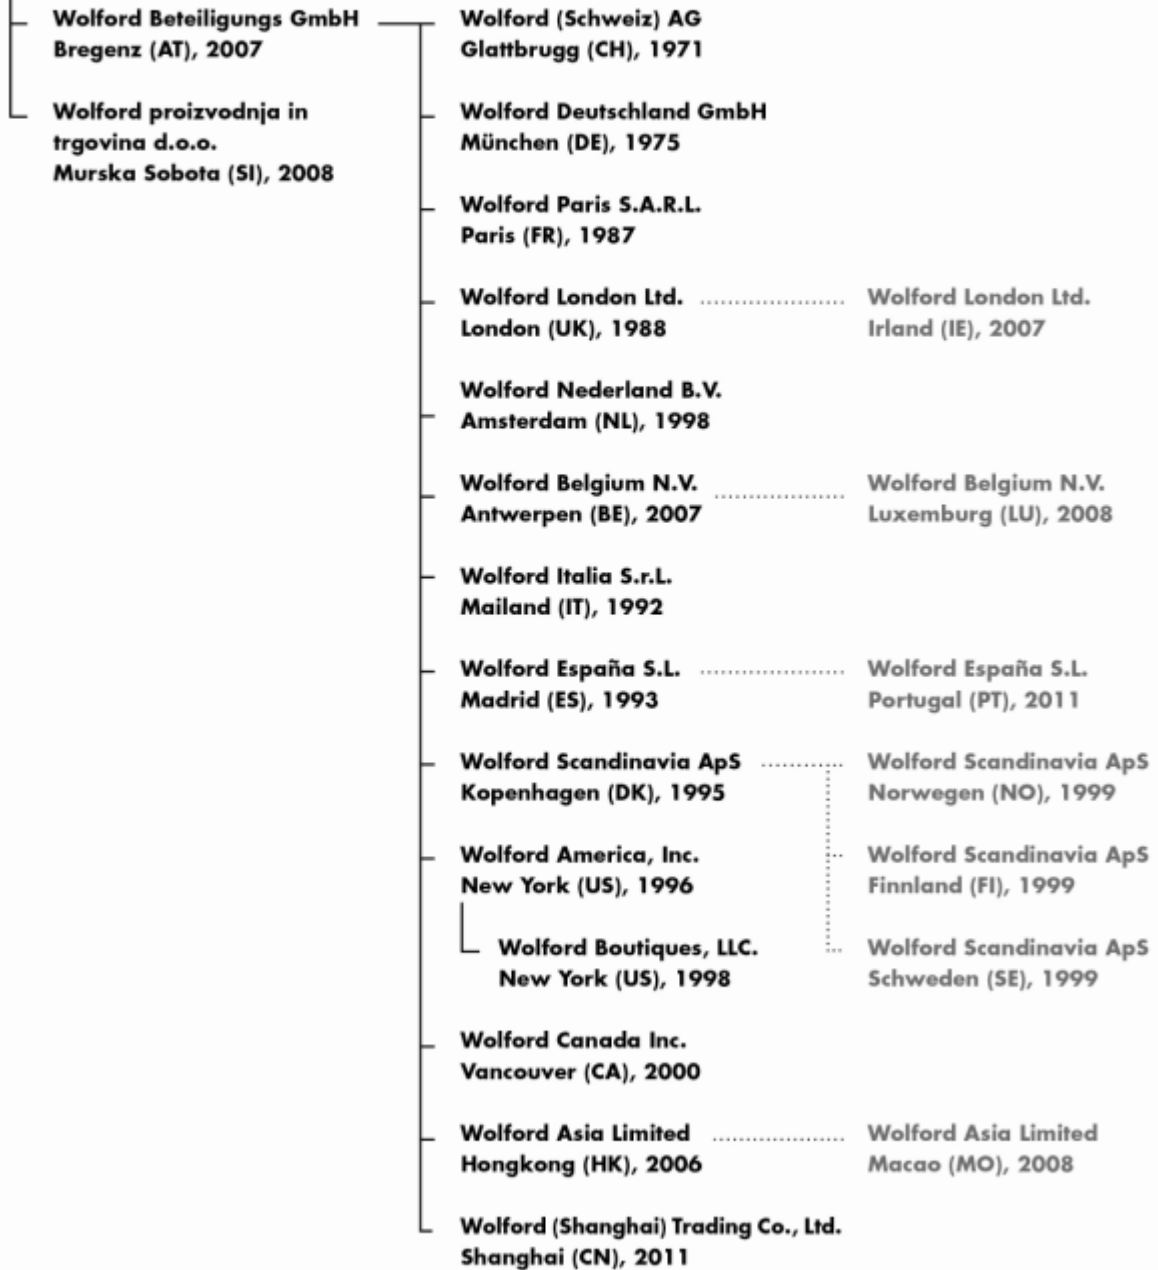 Wolford Beteiligungs GmbH
Bregenz (AT), 2007
Wolford proizvodnja in
trgovina d.o.o.
Murska Sobota (SI), 2008
Wolford (Schweiz) AG
Glattbrugg (CH), 1971
Wolford Deutschland GmbH
München (DE), 1975
Wolford Paris S.A.R.L.
Paris (FR), 1987
Wolford London Ltd.
London (UK), 1988
Wolford Nederland B.V.
Amsterdam (NL), 1998
Wolford Belgium N.V.
Antwerpen (BE), 2007
Wolford Italia S.r.L.
Mailand (IT), 1992
Wolford España S.L.
Madrid (ES), 1993
Wolford Scandinavia ApS
Kopenhagen (DK), 1995
Wolford America, Inc.
New York (US), 1996
Wolford Boutiques, LLC.
New York (US), 1998
Wolford Canada Inc.
Vancouver (CA), 2000
Wolford Asia Limited
Hongkong (HK), 2006
Wolford (Shanghai) Trading Co., Ltd.
Shanghai (CN), 2011
Wolford London Ltd.
Irland (IE), 2007
Wolford Belgium N.V.
Luxemburg (LU), 2008
Wolford España S.L.
Portugal (PT), 2011
Wolford Scandinavia ApS
Norwegen (NO), 1999
Wolford Scandinavia ApS
Finnland (FI), 1999
Wolford Scandinavia ApS
Schweden (SE), 1999
Wolford Asia Limited
Macao (MO), 2008